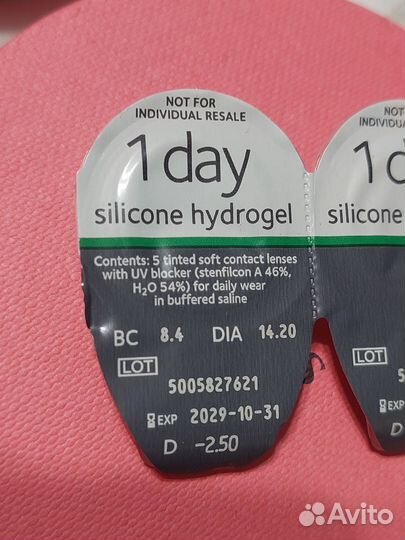 NOT FOR
INDIVIDUAL RESALE
1 day
silicone hydrogel
Contents: 5 tinted soft contact lenses
with UV blocker (stenfilcon A 46%,
H₂O 54%) for daily wear
in buffered saline
BC 8.4 DIA 14.20
LOT
5005827621
EXP 2029-10-31
D -2.50
NOT
INDIVIDUA
1 d
silicone
LOT
5
EXP
D
Avito